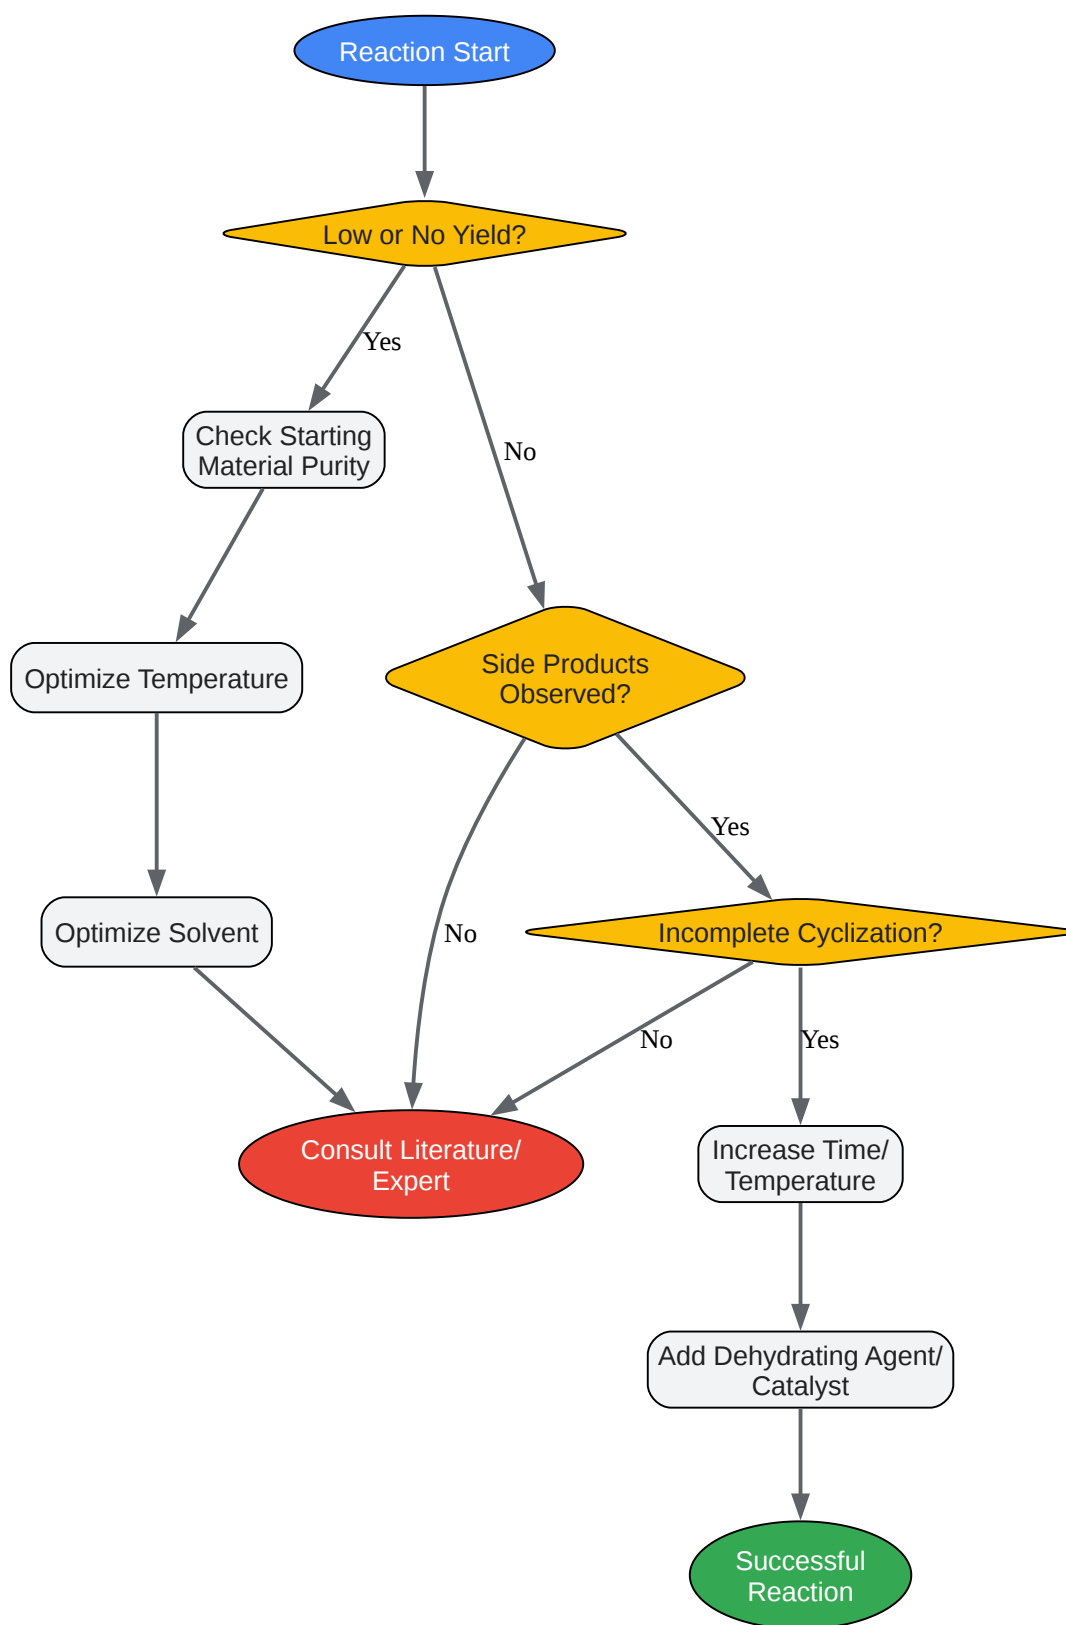 Reaction Start
Low or No Yield?
Yes
Check Starting
Material Purity
No
Side Products
Observed?
Optimize Temperature
Yes
Optimize Solvent
No
Incomplete Cyclization?
No
Yes
Consult Literature/
Expert
Increase Time/
Temperature
Add Dehydrating Agent/
Catalyst
Successful
Reaction